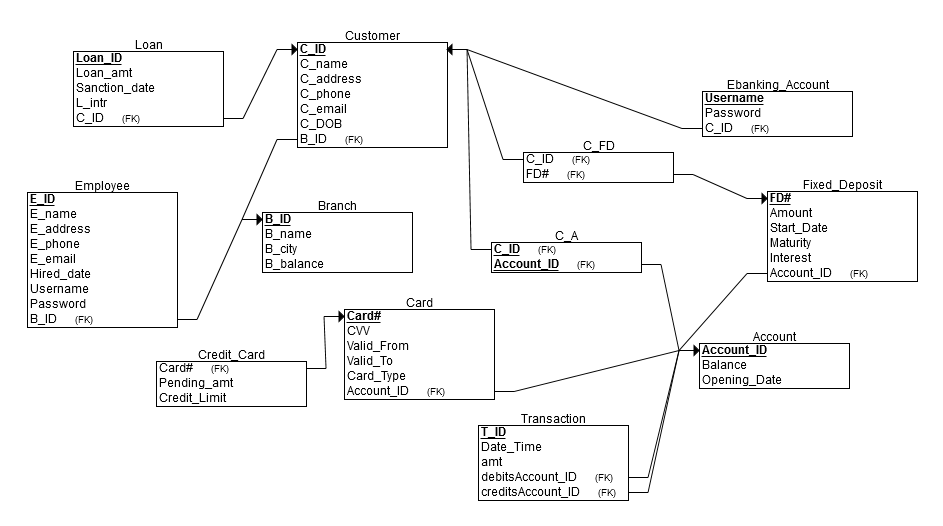 Loan
Loan_ID
Loan_amt
Sanction_date
L_intr
C_ID (FK)
Customer
C_ID
C_name
C_address
C_phone
C_email
C_DOB
B_ID (FK)
Ebanking_Account
Username
Password
C_ID (FK)
C_FD
C_ID (FK)
FD# (FK)
Employee
E_ID
E_name
E_address
E_phone
E_email
Hired_date
Username
Password
B_ID (FK)
Branch
B_ID
B_name
B_city
B_balance
Fixed_Deposit
FD#
Amount
Start_Date
Maturity
Interest
Account_ID (FK)
C_A
C_ID (FK)
Account_ID (FK)
Card
Card#
CVV
Valid_From
Valid_To
Card_Type
Account_ID (FK)
Credit_Card
Card# (FK)
Pending_amt
Credit_Limit
Account
Account_ID
Balance
Opening_Date
Transaction
T_ID
Date_Time
amt
debitsAccount_ID (FK)
creditsAccount_ID (FK)